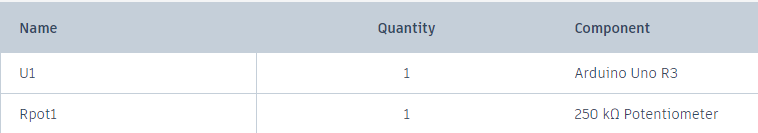 Name Quantity Component
U1 1 Arduino Uno R3
Rpot1 1 250 kΩ Potentiometer